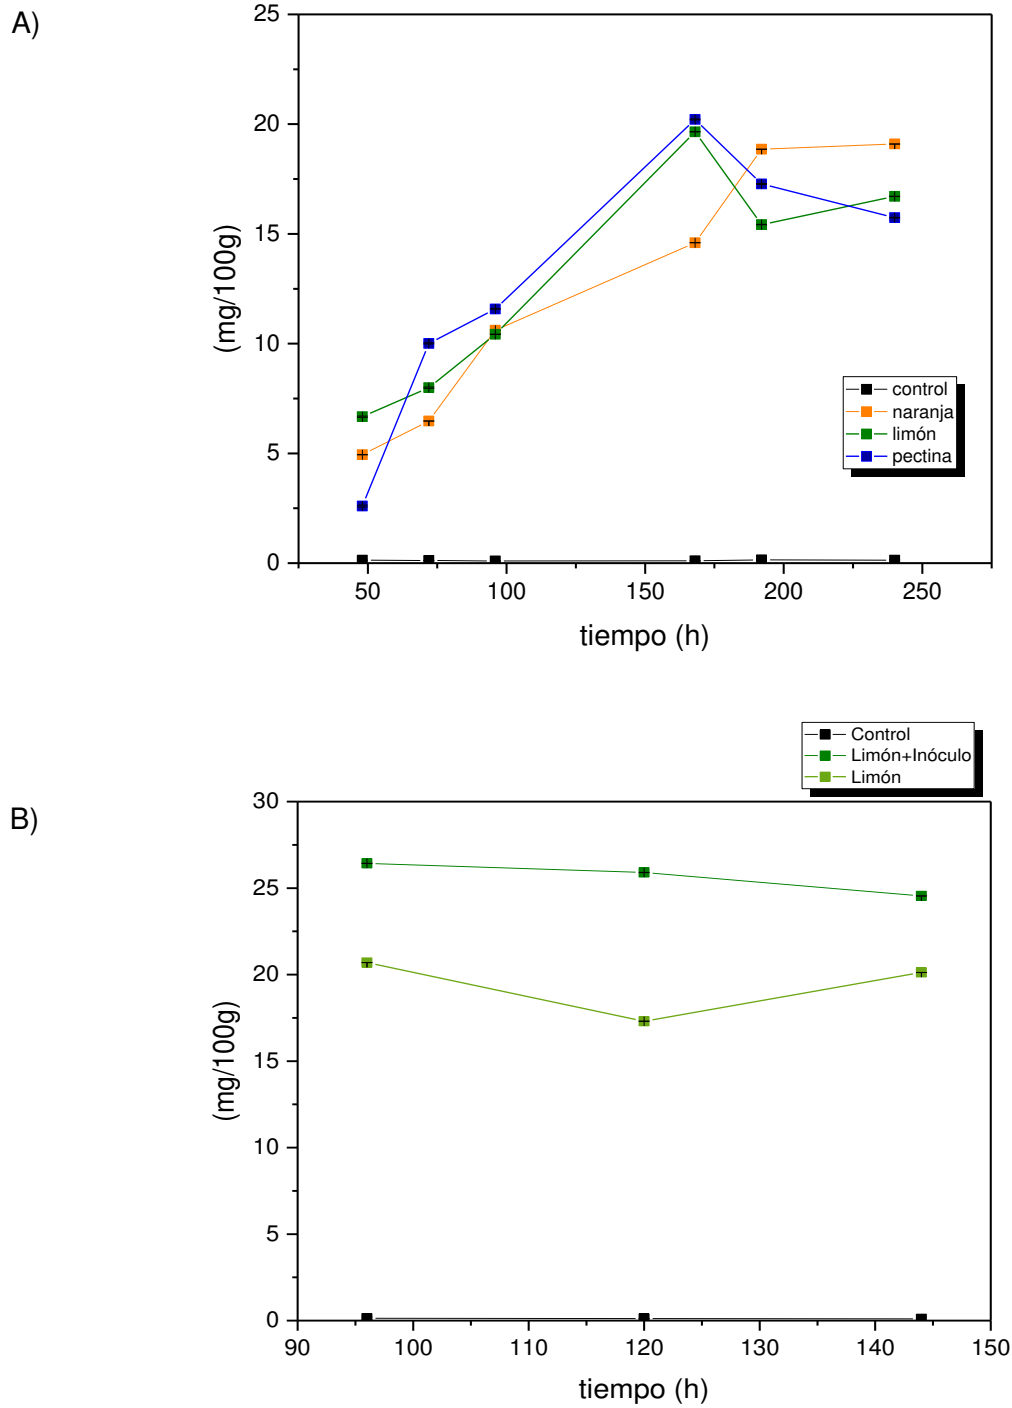 A)
25
20
15
10
5
0
(mg/100g)
control
naranja
limón
pectina
50 100 150 200 250
tiempo (h)
Control
Limón+Inóculo
Limón
B)
30
25
20
15
10
5
0
(mg/100g)
90 100 110 120 130 140 150
tiempo (h)